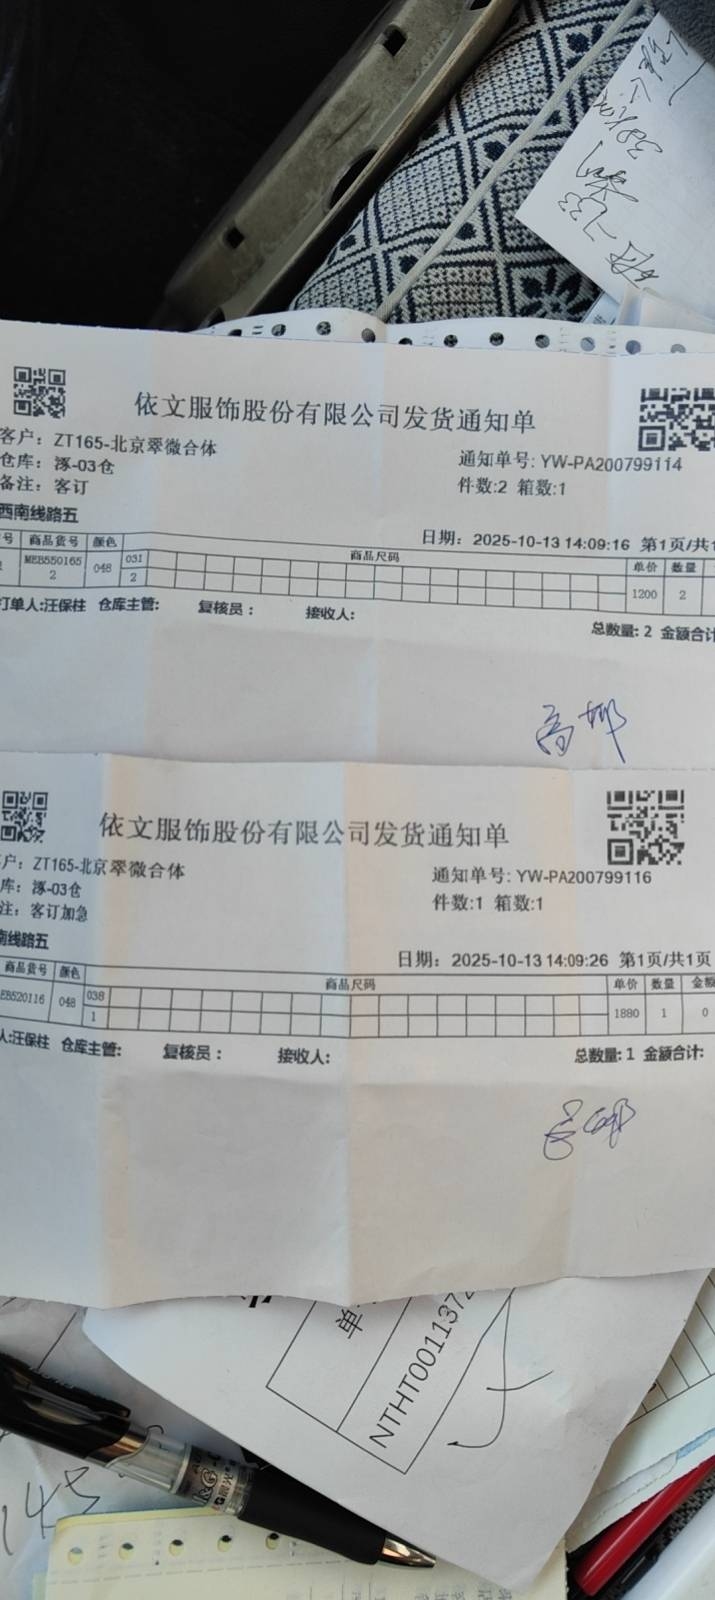 依文服饰股份有限公司发货通知单
客户：ZT165-北京翠微合体
通知单号: YW-PA200799114
仓库：涿-03仓
件数:2 箱数:1
备注：客订
西南线路五
日期：2025-10-13 14:09:16 第1页/共1
号 商品货号 颜色 商品尺码 单价 数量
MEB550165
2
048 031 1200 2
2
打单人:汪保柱 仓库主管: 复核员： 接收人:
总数量: 2 金额合计
依文服饰股份有限公司发货通知单
户：ZT165-北京翠微合体
通知单号: YW-PA200799116
库：涿-03仓
件数:1 箱数:1
注：客订加急
南线路五
日期：2025-10-13 14:09:26 第1页/共1页
商品货号 颜色 商品尺码 单价 数量 金额
EB520116 048 038 1880 1 0
1
人:汪保柱 仓库主管: 复核员： 接收人:
总数量: 1 金额合计:
单
NTHT0011372
145